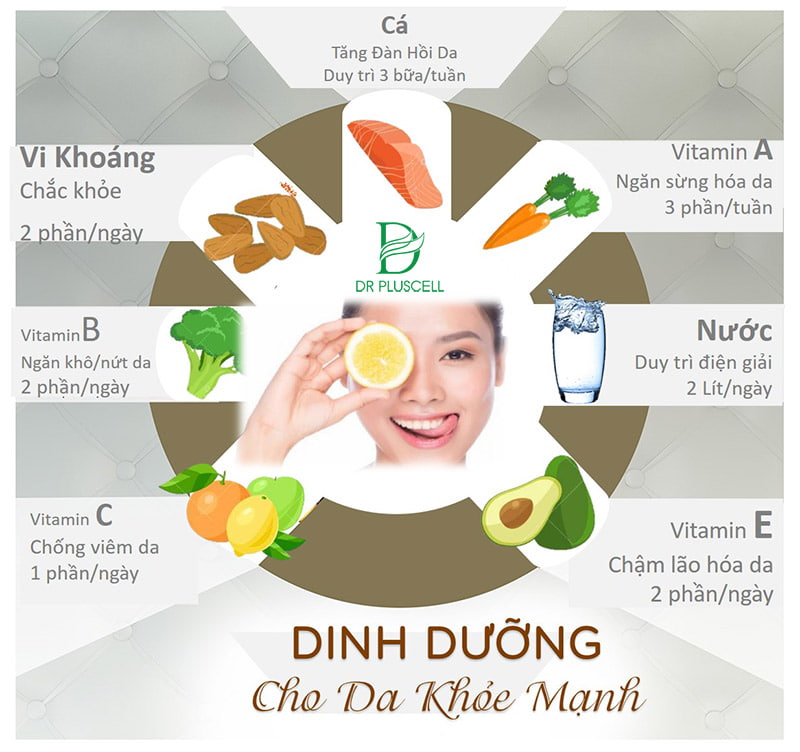 Cá
Tăng Đàn Hồi Da
Duy trì 3 bữa/tuần
Vi Khoáng
Chắc khỏe
2 phần/ngày
Vitamin A
Ngăn sừng hóa da
3 phần/tuần
DR PLUSCELL
Vitamin B
Ngăn khô/nứt da
2 phần/ngày
Nước
Duy trì điện giải
2 Lít/ngày
Vitamin C
Chống viêm da
1 phần/ngày
Vitamin E
Chậm lão hóa da
2 phần/ngày
DINH DƯỠNG
Cho Da Khỏe Mạnh